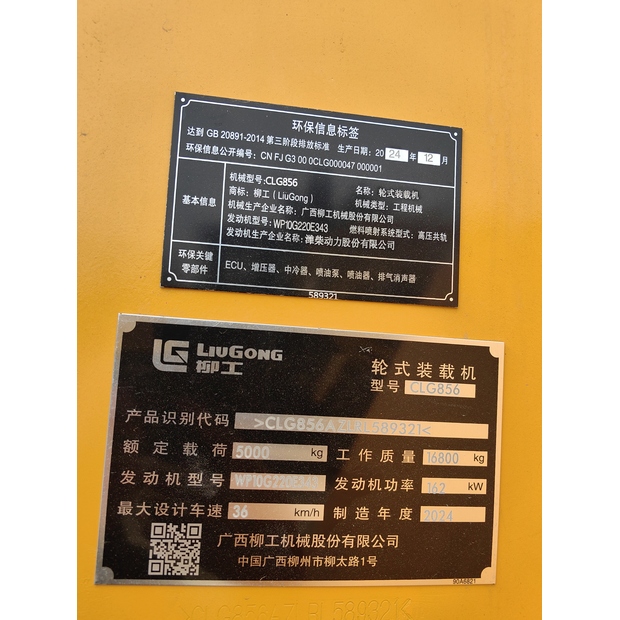 环保信息标签
达到 GB 20891-2014 第三阶段排放标准 生产日期: 2024 年 12 月
环保信息公开编号: CN FJ G3 00 0CLG000047 000001
基本信息
机械型号: CLG856 名称: 轮式装载机
商标: 柳工 (LiuGong) 机械类型: 工程机械
机械生产企业名称: 广西柳工机械股份有限公司
发动机型号: WP10G220E343 燃料喷射系统型式: 高压共轨
发动机生产企业名称: 潍柴动力股份有限公司
环保关键零部件
ECU、增压器、中冷器、喷油泵、喷油器、排气消声器
589321
LIUGONG
柳工
轮式装载机
型号 CLG856
产品识别代码
额定载荷 5000 kg 工作质量 16800 kg
发动机型号 WP10G220E343 发动机功率 162 kW
最大设计车速 36 km/h 制造年度 2024
广西柳工机械股份有限公司
中国广西柳州市柳太路1号
90A6821